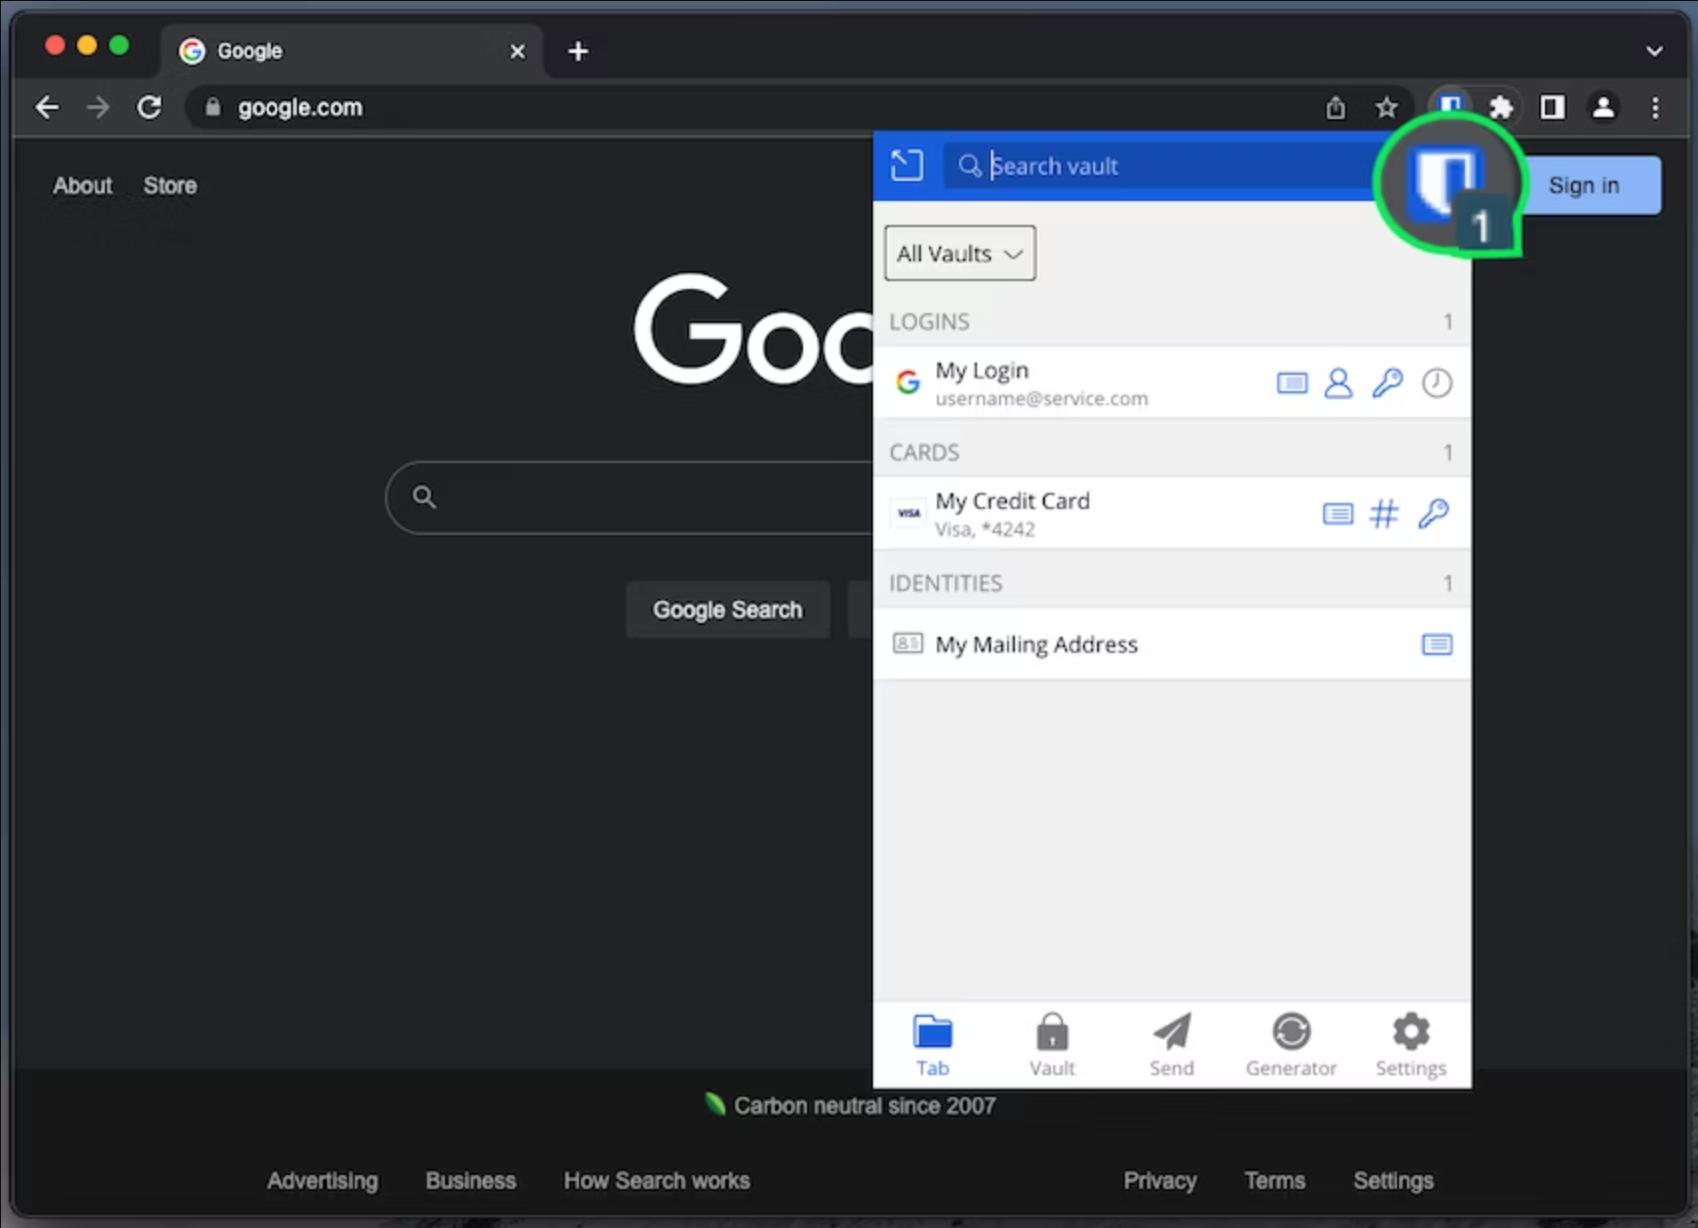 Google
google.com
About
Store
Search vault
1
Sign in
Goo
All Vaults
LOGINS
1
My Login
username@service.com
CARDS
1
VISA
My Credit Card
Visa, *4242
IDENTITIES
1
My Mailing Address
Google Search
Tab
Vault
Send
Generator
Settings
Carbon neutral since 2007
Advertising
Business
How Search works
Privacy
Terms
Settings